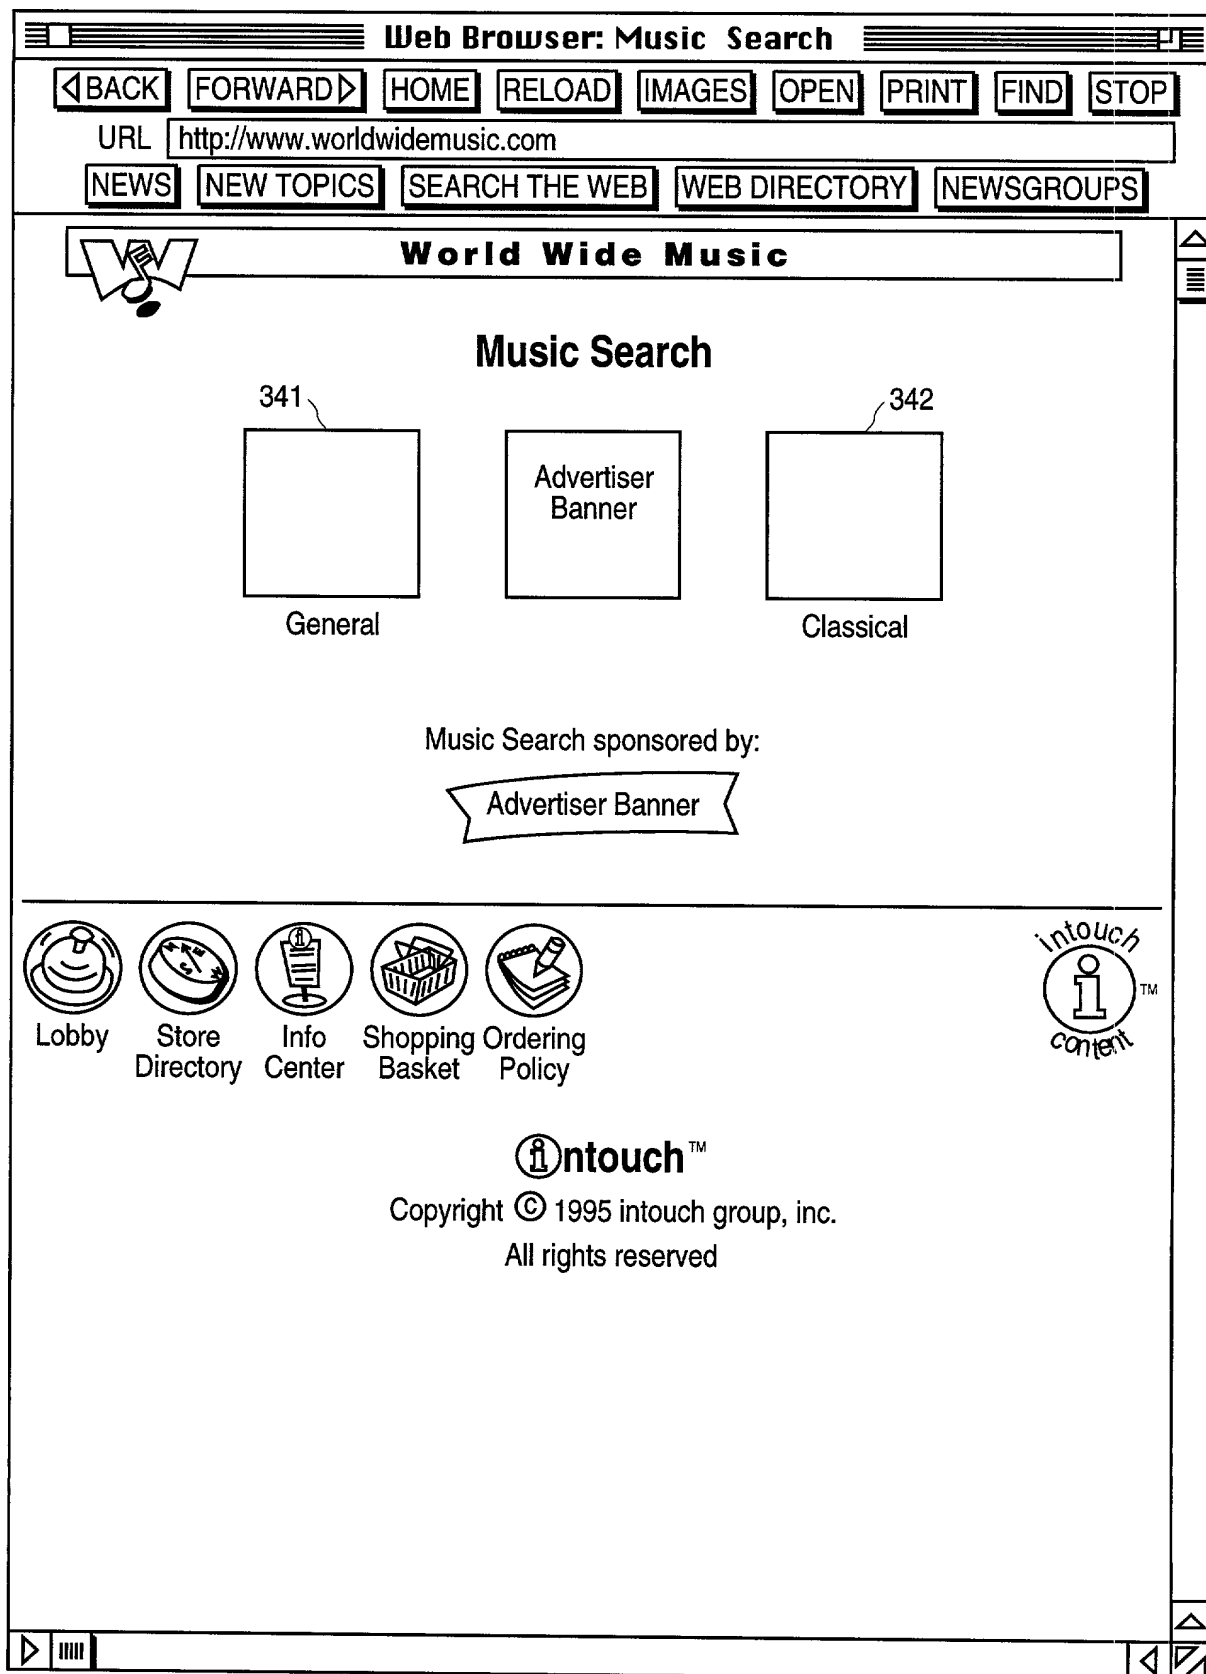 Web Browser: Music Search
BACK FORWARD HOME RELOAD IMAGES OPEN PRINT FIND STOP
URL http://www.worldwidemusic.com
NEWS NEW TOPICS SEARCH THE WEB WEB DIRECTORY NEWSGROUPS
World Wide Music
Music Search
341 342
Advertiser
Banner
General Classical
Music Search sponsored by:
Advertiser Banner
intouch
i TM
content
Lobby Store Info Shopping Ordering
Directory Center Basket Policy
intouch™
Copyright © 1995 intouch group, inc.
All rights reserved